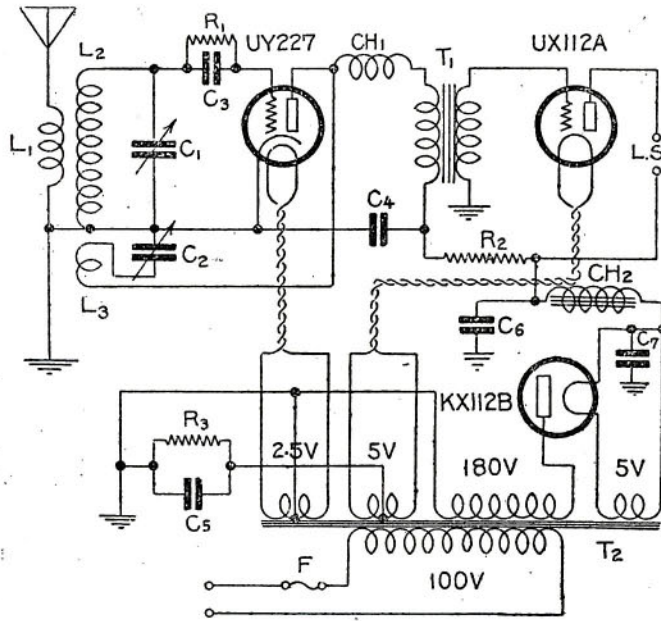 R1
UY227
CH1
T1
UX112A
L2
C3
L1
C1
L.S
C4
C2
R2
L3
CH2
C6
C7
KX112B
R3
2.5V
5V
180V
5V
C5
T2
F
100V